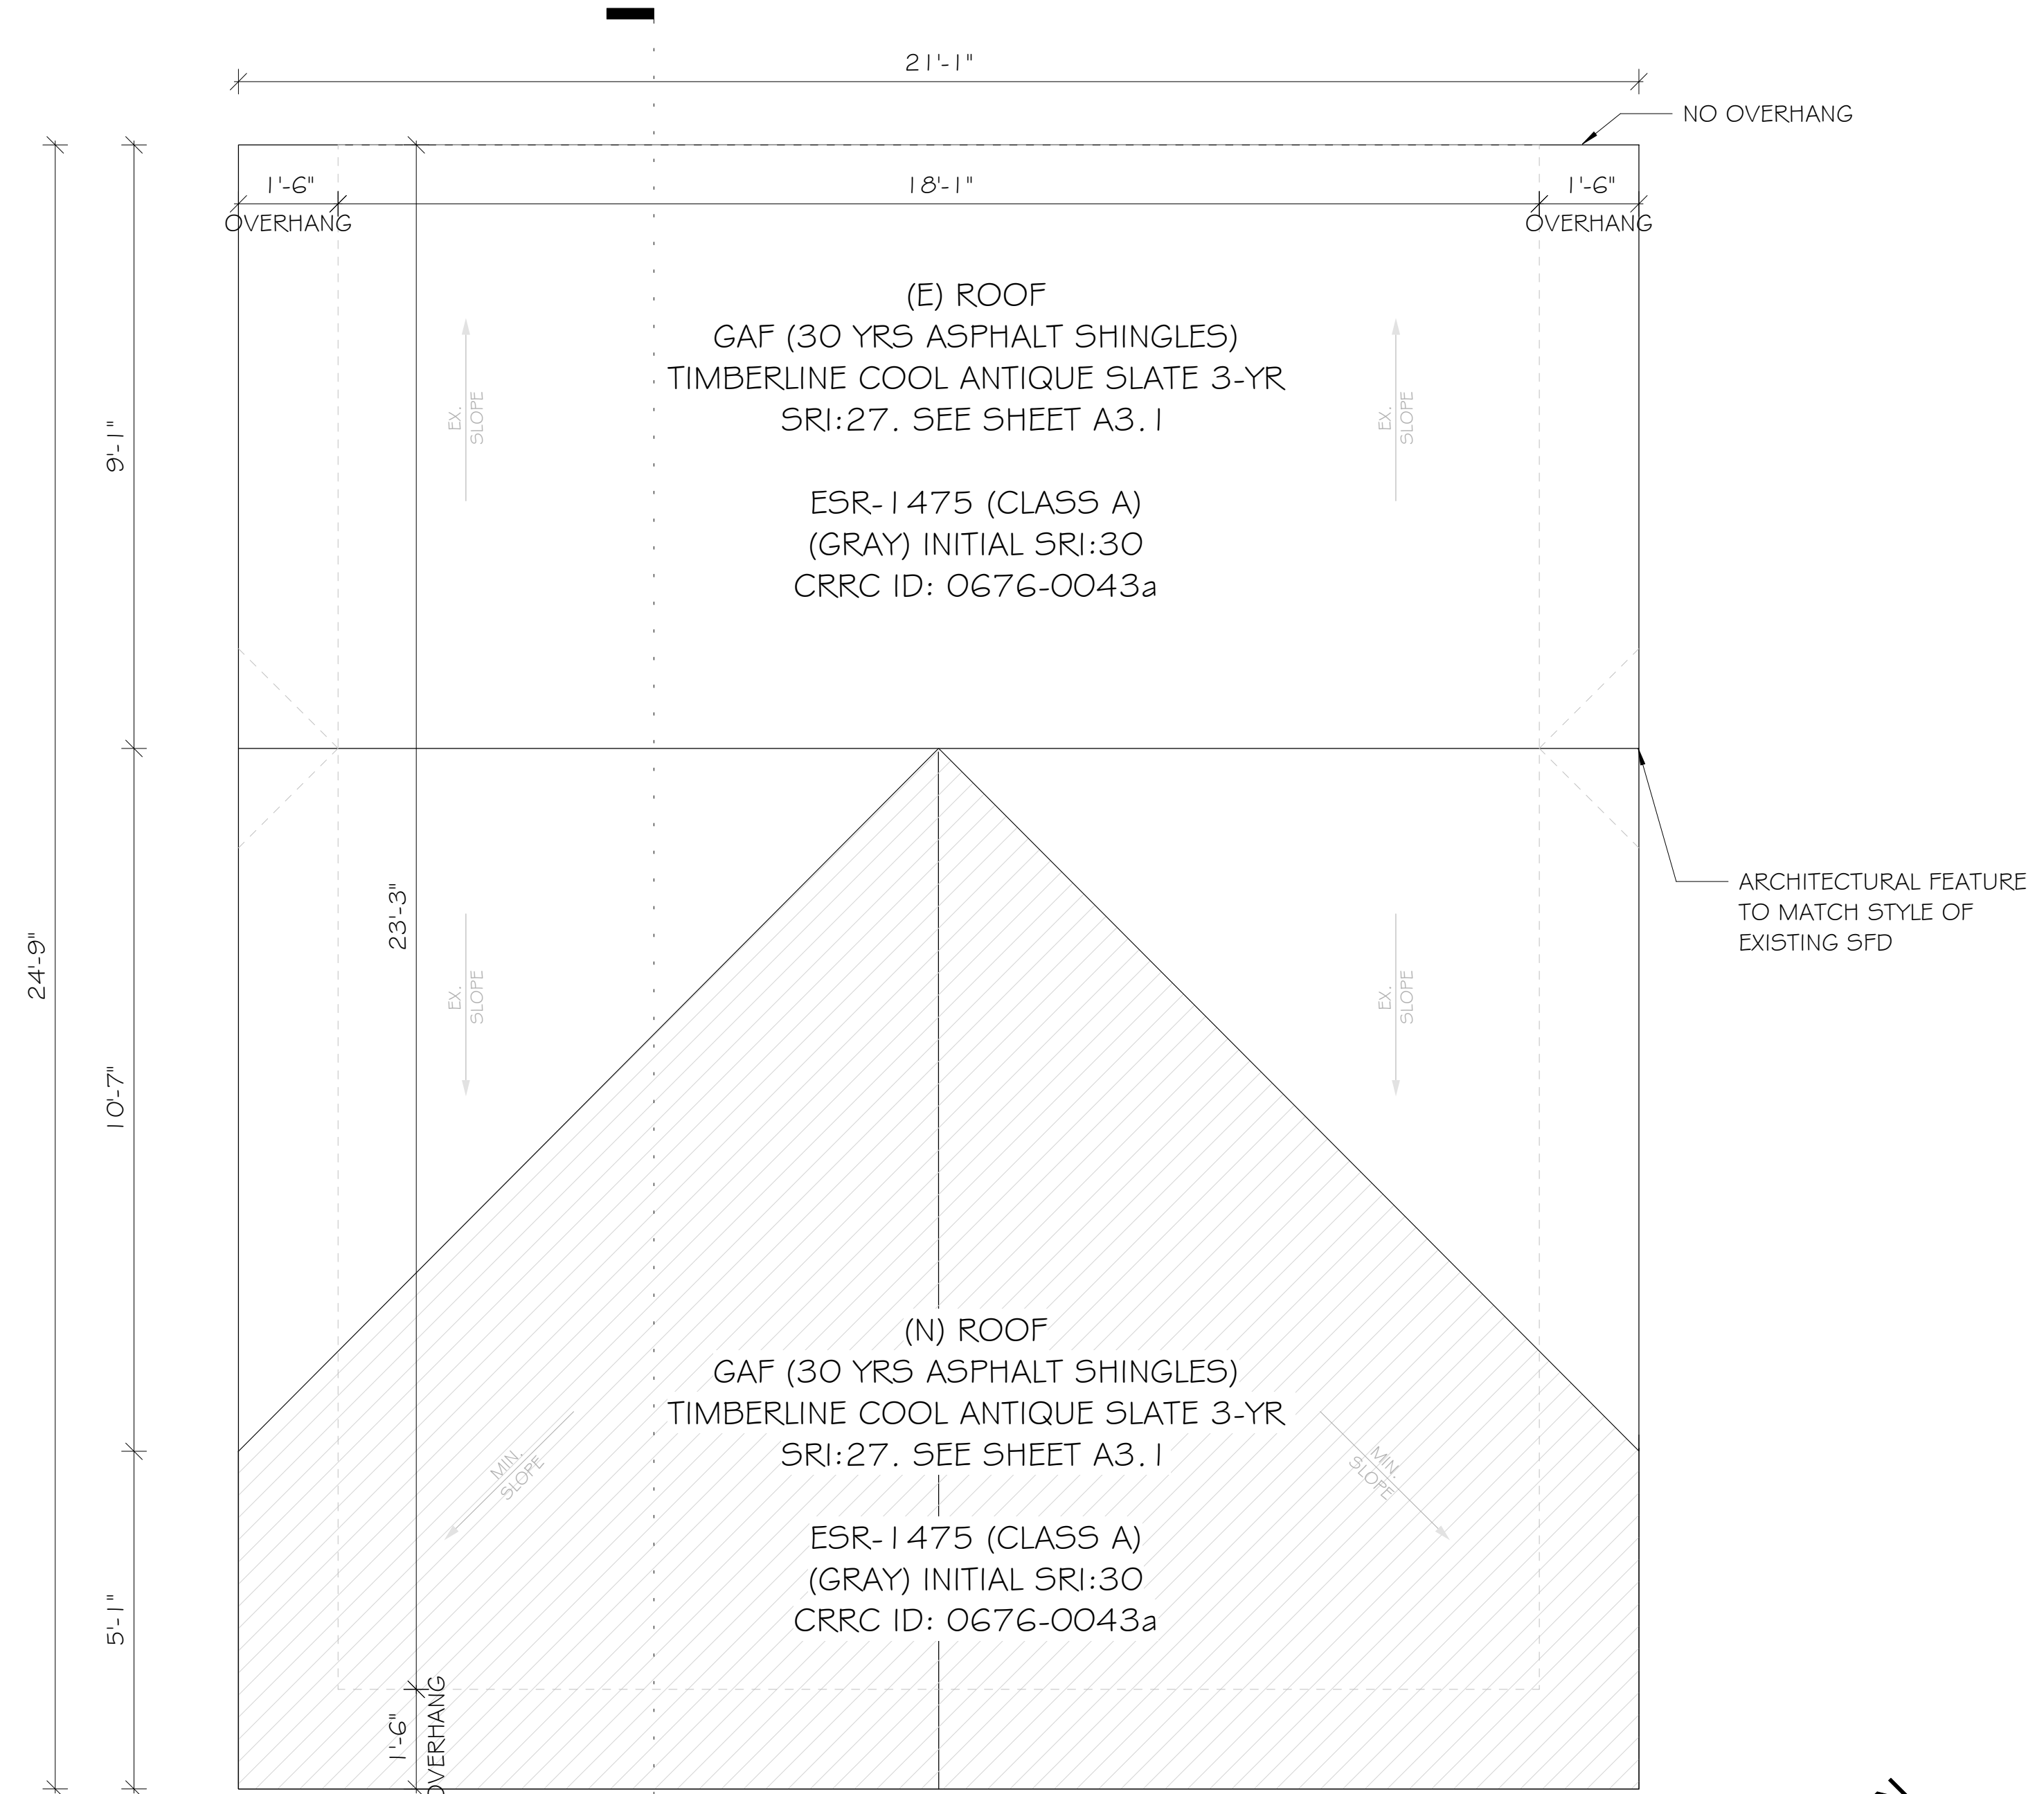 21'-1"
NO OVERHANG
1'-6"
18'-1"
1'-6"
OVERHANG
OVERHANG
(E) ROOF
GAF (30 YRS ASPHALT SHINGLES)
TIMBERLINE COOL ANTIQUE SLATE 3-YR
SRI:27. SEE SHEET A3.1
EX.
SLOPE
EX.
SLOPE
9'-1"
ESR-1475 (CLASS A)
(GRAY) INITIAL SRI:30
CRRC ID: 0676-0043a
ARCHITECTURAL FEATURE
TO MATCH STYLE OF
EXISTING SFD
24'-9"
23'-3"
EX.
SLOPE
EX.
SLOPE
10'-7"
(N) ROOF
GAF (30 YRS ASPHALT SHINGLES)
TIMBERLINE COOL ANTIQUE SLATE 3-YR
SRI:27. SEE SHEET A3.1
MIN.
SLOPE
MIN.
SLOPE
ESR-1475 (CLASS A)
(GRAY) INITIAL SRI:30
CRRC ID: 0676-0043a
5'-1"
1'-6"
OVERHANG